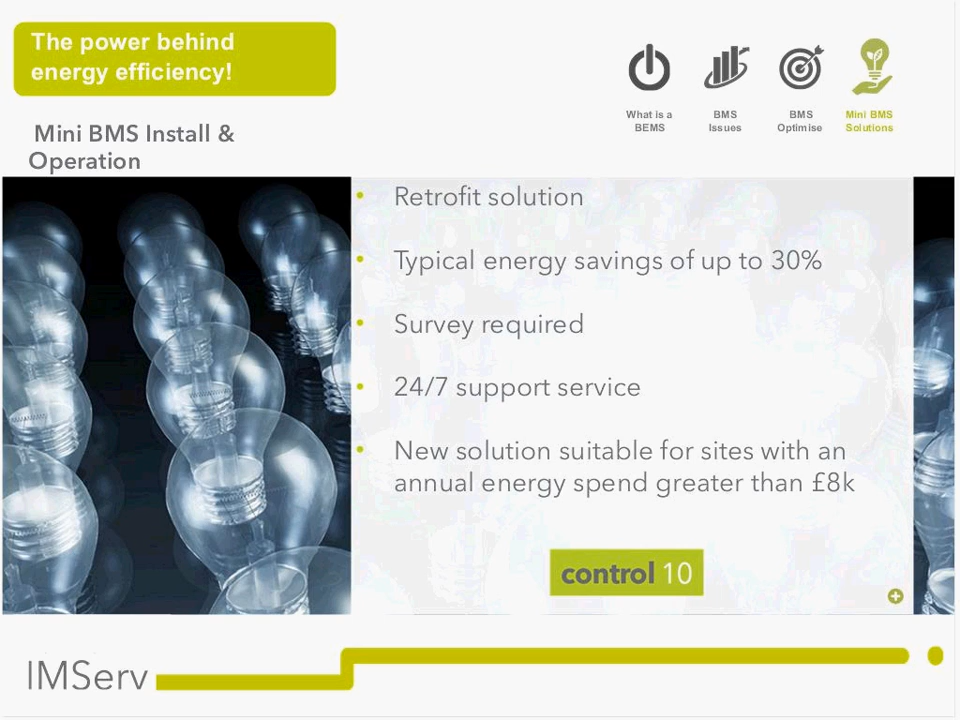 The power behind
energy efficiency!
What is a
BEMS
BMS
Issues
BMS
Optimise
Mini BMS
Solutions
Mini BMS Install &
Operation
• Retrofit solution
• Typical energy savings of up to 30%
• Survey required
• 24/7 support service
• New solution suitable for sites with an
annual energy spend greater than £8k
control 10
IMServ